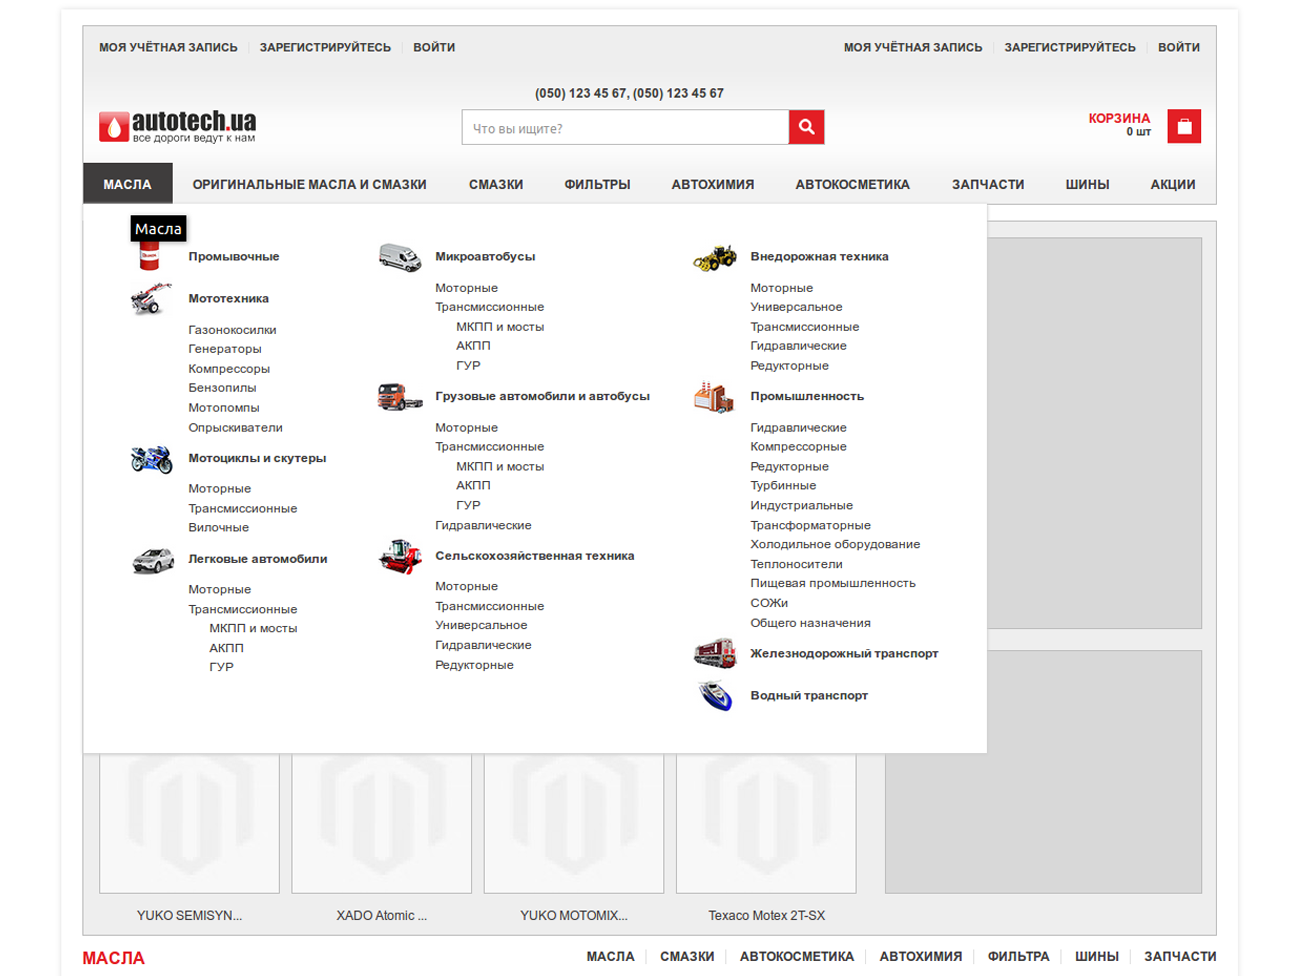 МОЯ УЧЁТНАЯ ЗАПИСЬ ЗАРЕГИСТРИРУЙТЕСЬ ВОЙТИ
МОЯ УЧЁТНАЯ ЗАПИСЬ ЗАРЕГИСТРИРУЙТЕСЬ ВОЙТИ
(050) 123 45 67, (050) 123 45 67
autotech.ua
все дороги ведут к нам
Что вы ищите?
КОРЗИНА
0 шт
МАСЛА ОРИГИНАЛЬНЫЕ МАСЛА И СМАЗКИ СМАЗКИ ФИЛЬТРЫ АВТОХИМИЯ АВТОКОСМЕТИКА ЗАПЧАСТИ ШИНЫ АКЦИИ
Масла
Промывочные
Мототехника
Газонокосилки
Генераторы
Компрессоры
Бензопилы
Мотопомпы
Опрыскиватели
Мотоциклы и скутеры
Моторные
Трансмиссионные
Вилочные
Легковые автомобили
Моторные
Трансмиссионные
МКПП и мосты
АКПП
ГУР
Микроавтобусы
Моторные
Трансмиссионные
МКПП и мосты
АКПП
ГУР
Грузовые автомобили и автобусы
Моторные
Трансмиссионные
МКПП и мосты
АКПП
ГУР
Гидравлические
Сельскохозяйственная техника
Моторные
Трансмиссионные
Универсальное
Гидравлические
Редукторные
Внедорожная техника
Моторные
Универсальное
Трансмиссионные
Гидравлические
Редукторные
Промышленность
Гидравлические
Компрессорные
Редукторные
Турбинные
Индустриальные
Трансформаторные
Холодильное оборудование
Теплоносители
Пищевая промышленность
СОЖи
Общего назначения
Железнодорожный транспорт
Водный транспорт
YUKO SEMISYN...
XADO Atomic ...
YUKO MOTOMIX...
Texaco Motex 2T-SX
МАСЛА
МАСЛА СМАЗКИ АВТОКОСМЕТИКА АВТОХИМИЯ ФИЛЬТРА ШИНЫ ЗАПЧАСТИ